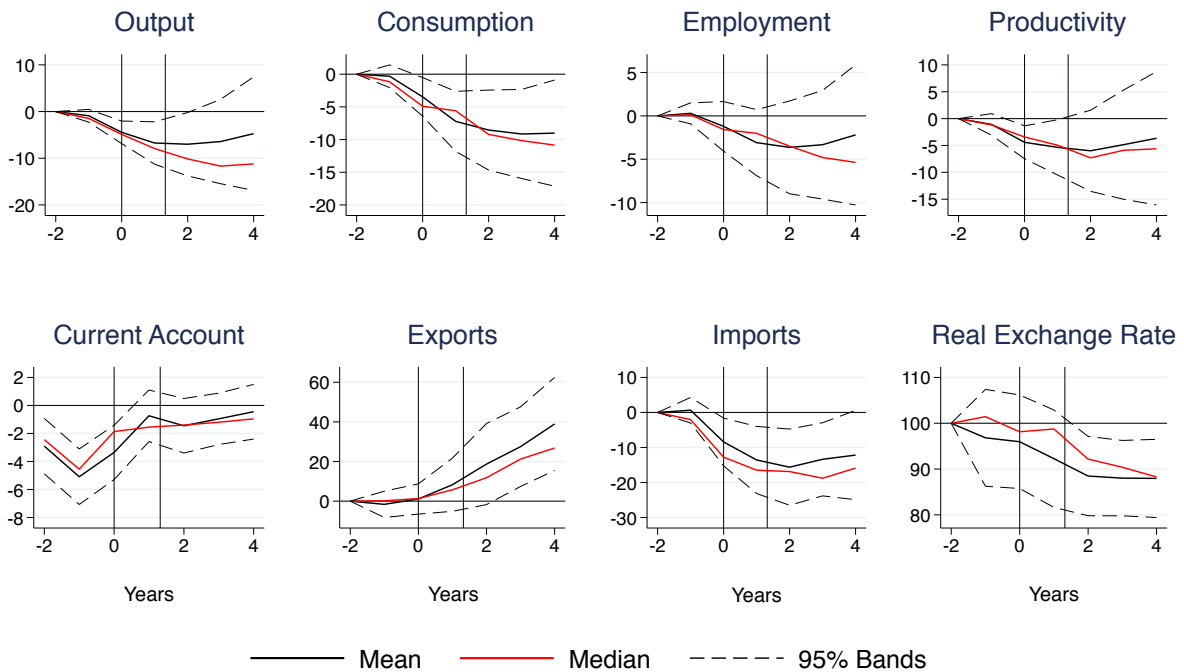 Output
Consumption
Employment
Productivity
10
0
-10
-20
-2 0 2 4
0
-5
-10
-15
-20
-2 0 2 4
5
0
-5
-10
-2 0 2 4
10
5
0
-5
-10
-15
-2 0 2 4
Current Account
Exports
Imports
Real Exchange Rate
2
0
-2
-4
-6
-8
-2 0 2 4
60
40
20
0
-2 0 2 4
10
0
-10
-20
-30
-2 0 2 4
110
100
90
80
-2 0 2 4
Years
Years
Years
Years
Mean
Median
95% Bands